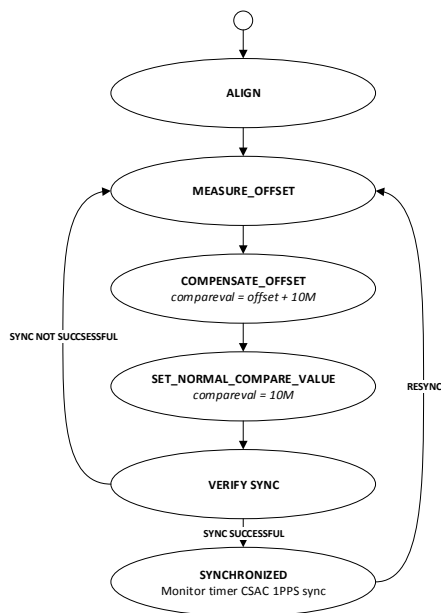 ALIGN
MEASURE_OFFSET
COMPENSATE_OFFSET
compareval = offset + 10M
SYNC NOT SUCCSESSFUL
SET_NORMAL_COMPARE_VALUE
compareval = 10M
RESYNC
VERIFY SYNC
SYNC SUCCESSFUL
SYNCHRONIZED
Monitor timer CSAC 1PPS sync